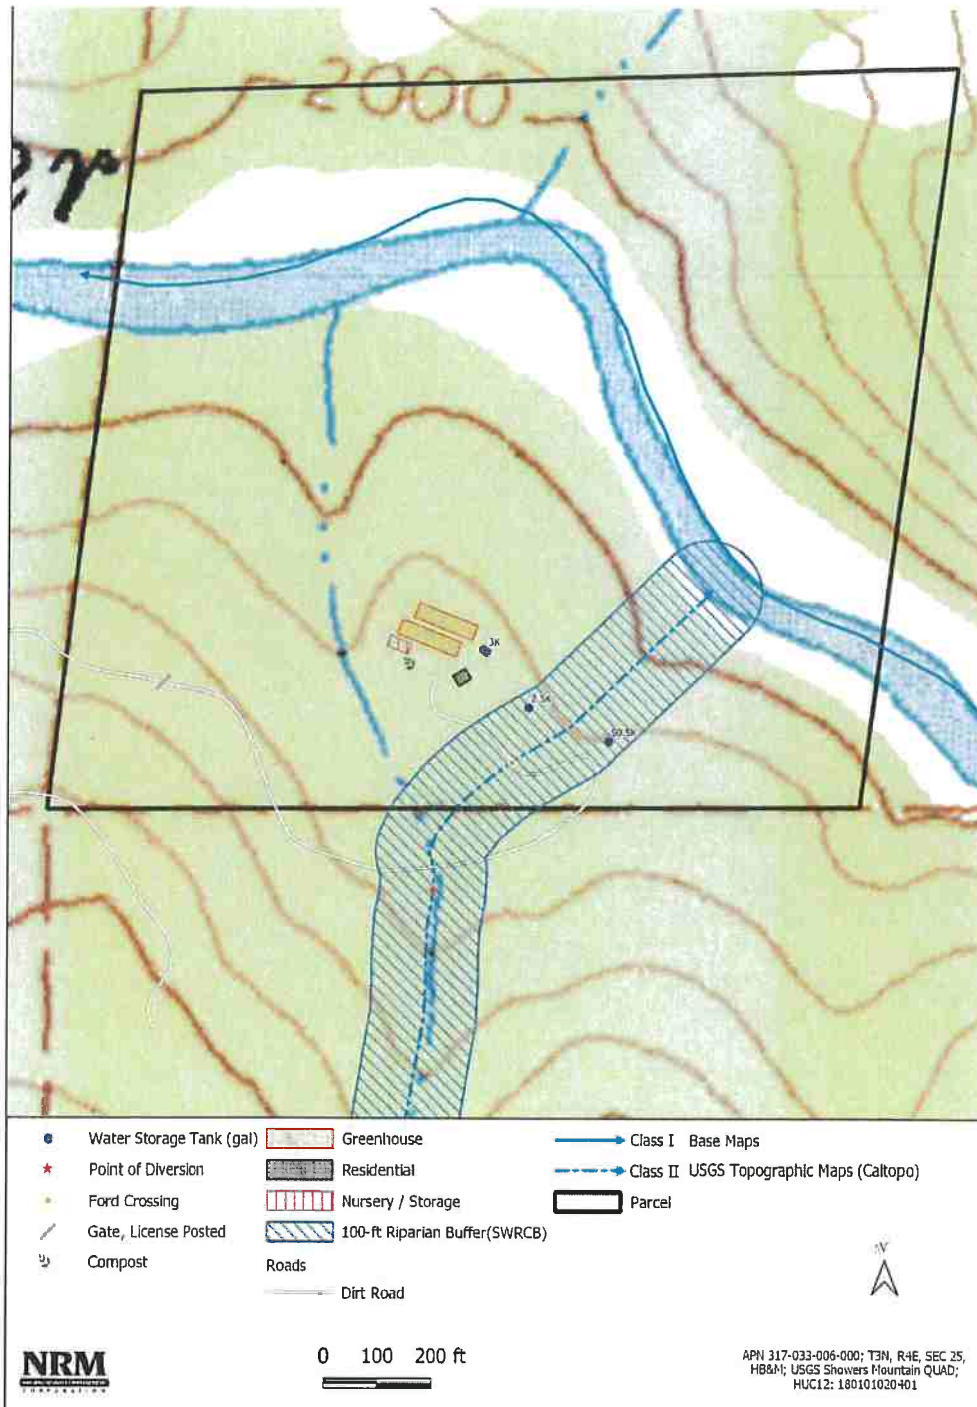 2000
er
3K
2.5K
50.5K
Water Storage Tank (gal)
Point of Diversion
Ford Crossing
Gate, License Posted
Compost
Greenhouse
Residential
Nursery / Storage
100-ft Riparian Buffer(SWRCB)
Roads
Dirt Road
Class I Base Maps
Class II USGS Topographic Maps (Caltopo)
Parcel
N
NRM
CORPORATION
0 100 200 ft
APN 317-033-006-000; T3N, R4E, SEC 25,
HB&M; USGS Showers Mountain QUAD;
HUC12: 180101020401